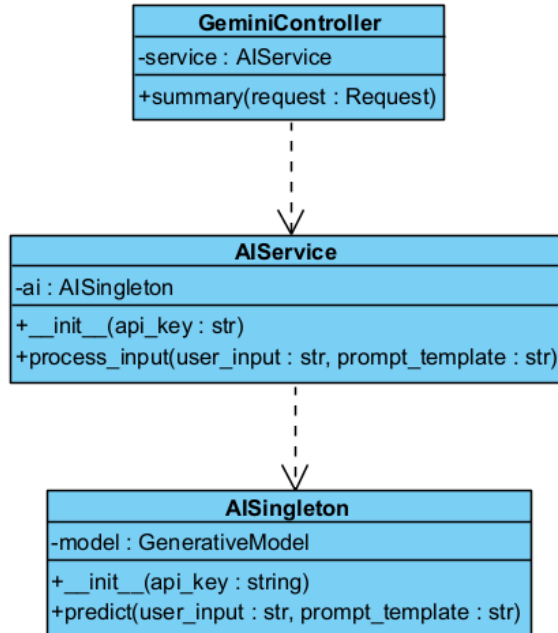 GeminiController
-service : AIService
+summary(request : Request)
AIService
-ai : AISingleton
+__init__(api_key : str)
+process_input(user_input : str, prompt_template : str)
AISingleton
-model : GenerativeModel
+__init__(api_key : string)
+predict(user_input : str, prompt_template : str)